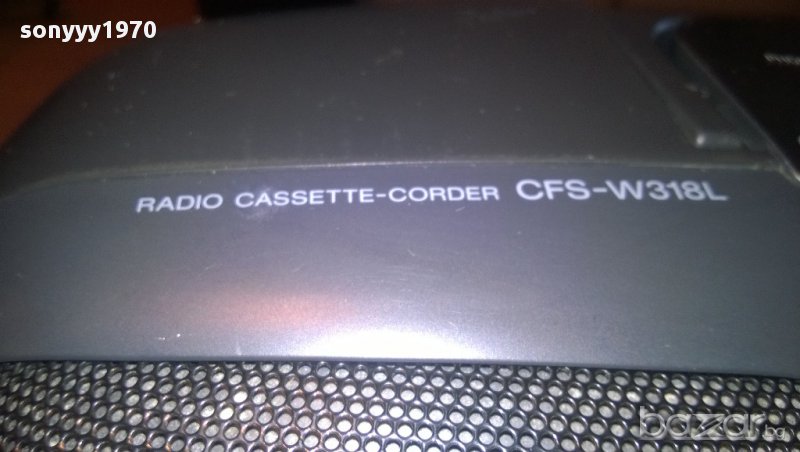 sonyyy1970
RADIO CASSETTE-CORDER CFS-W318L
bazar.bg